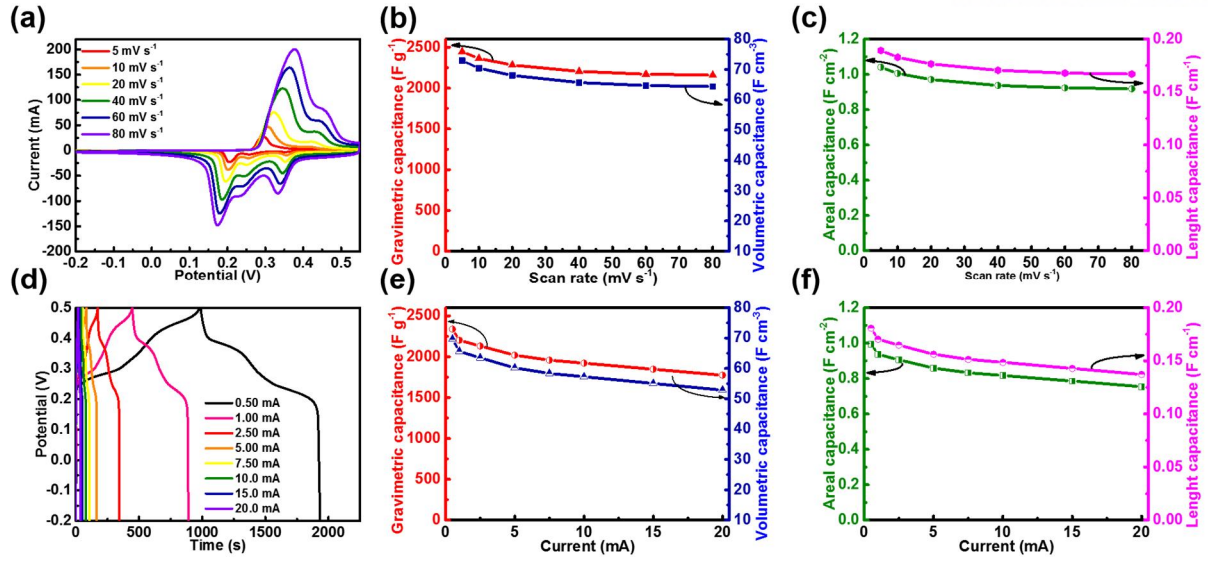 (a)
Current (mA)
200
150
100
50
0
-50
-100
-150
-200
5 mV s-1
10 mV s-1
20 mV s-1
40 mV s-1
60 mV s-1
80 mV s-1
-0.2 -0.1 0.0 0.1 0.2 0.3 0.4 0.5
Potential (V)
(b)
Gravimetric capacitance (F g-1)
2500
2000
1500
1000
500
0
Volumetric capacitance (F cm-3)
80
70
60
50
40
30
20
10
0 10 20 30 40 50 60 70 80
Scan rate (mV s-1)
(c)
Areal capacitance (F cm-2)
1.2
1.0
0.8
0.6
0.4
0.2
0.0
Lenght capacitance (F cm-1)
0.20
0.15
0.10
0.05
0.00
0 10 20 30 40 50 60 70 80
Scan rate (mV s-1)
(d)
Potential (V)
0.5
0.4
0.3
0.2
0.1
0.0
-0.1
-0.2
0.50 mA
1.00 mA
2.50 mA
5.00 mA
7.50 mA
10.0 mA
15.0 mA
20.0 mA
0 500 1000 1500 2000
Time (s)
(e)
Gravimetric capacitance (F g-1)
2500
2000
1500
1000
500
0
Volumetric capacitance (F cm-3)
80
70
60
50
40
30
20
10
0 5 10 15 20
Current (mA)
(f)
Areal capacitance (F cm-2)
1.2
1.0
0.8
0.6
0.4
0.2
0.0
Lenght capacitance (F cm-1)
0.20
0.15
0.10
0.05
0.00
0 5 10 15 20
Current (mA)